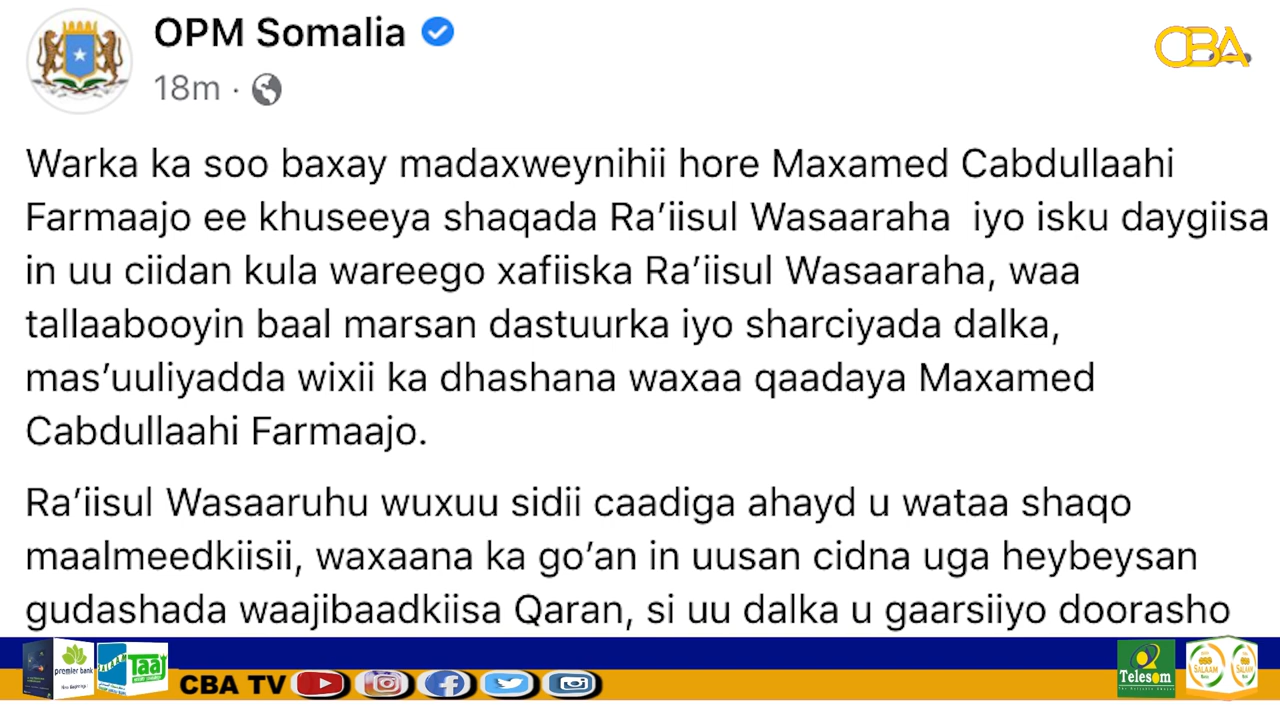 OPM Somalia
18m ·
CBA
Warka ka soo baxay madaxweynihii hore Maxamed Cabdullaahi
Farmaajo ee khuseeya shaqada Ra’iisul Wasaaraha iyo isku daygiisa
in uu ciidan kula wareego xafiiska Ra’iisul Wasaaraha, waa
tallaabooyin baal marsan dastuurka iyo sharciyada dalka,
mas’uuliyadda wixii ka dhashana waxaa qaadaya Maxamed
Cabdullaahi Farmaajo.
Ra’iisul Wasaaruhu wuxuu sidii caadiga ahayd u wataa shaqo
maalmeedkiisii, waxaana ka go’an in uusan cidna uga heybeysan
gudashada waajibaadkiisa Qaran, si uu dalka u gaarsiiyo doorasho
premier bank
SALAAM
Taaj
CBA TV
Telesom
SALAAM
SALAAM